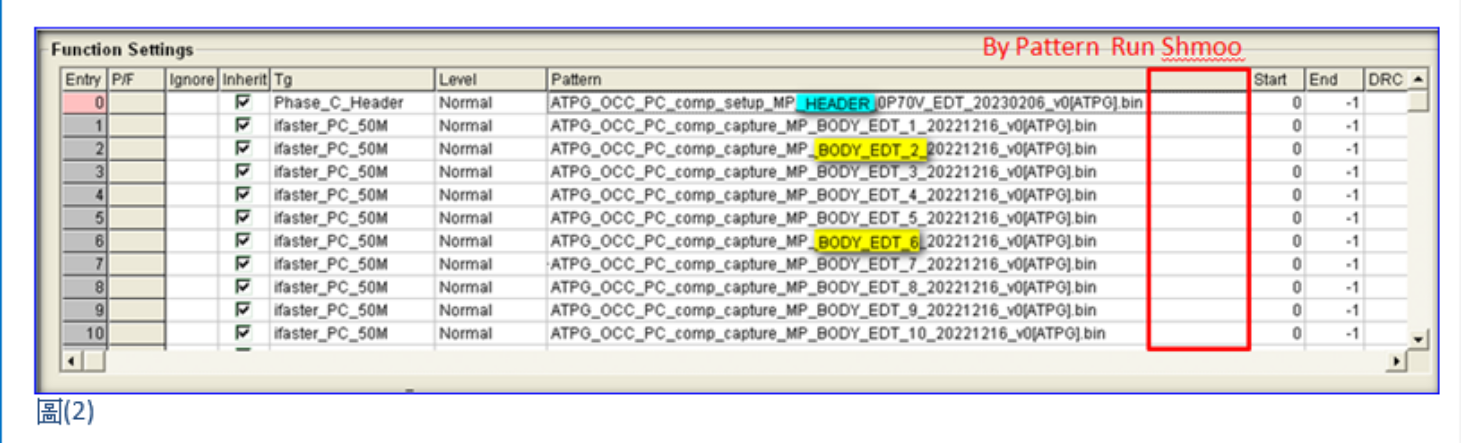 Function Settings
By Pattern Run Shmoo
Entry P/F Ignore Inherit Tg Level Pattern Start End DRC
0 Phase_C_Header Normal ATPG_OCC_PC_comp_setup_MP_HEADER_0P70V_EDT_20230206_v0[ATPG].bin 0 -1
1 ifaster_PC_50M Normal ATPG_OCC_PC_comp_capture_MP_BODY_EDT_1_20221216_v0[ATPG].bin 0 -1
2 ifaster_PC_50M Normal ATPG_OCC_PC_comp_capture_MP_BODY_EDT_2_20221216_v0[ATPG].bin 0 -1
3 ifaster_PC_50M Normal ATPG_OCC_PC_comp_capture_MP_BODY_EDT_3_20221216_v0[ATPG].bin 0 -1
4 ifaster_PC_50M Normal ATPG_OCC_PC_comp_capture_MP_BODY_EDT_4_20221216_v0[ATPG].bin 0 -1
5 ifaster_PC_50M Normal ATPG_OCC_PC_comp_capture_MP_BODY_EDT_5_20221216_v0[ATPG].bin 0 -1
6 ifaster_PC_50M Normal ATPG_OCC_PC_comp_capture_MP_BODY_EDT_6_20221216_v0[ATPG].bin 0 -1
7 ifaster_PC_50M Normal ATPG_OCC_PC_comp_capture_MP_BODY_EDT_7_20221216_v0[ATPG].bin 0 -1
8 ifaster_PC_50M Normal ATPG_OCC_PC_comp_capture_MP_BODY_EDT_8_20221216_v0[ATPG].bin 0 -1
9 ifaster_PC_50M Normal ATPG_OCC_PC_comp_capture_MP_BODY_EDT_9_20221216_v0[ATPG].bin 0 -1
10 ifaster_PC_50M Normal ATPG_OCC_PC_comp_capture_MP_BODY_EDT_10_20221216_v0[ATPG].bin 0 -1
圖(2)